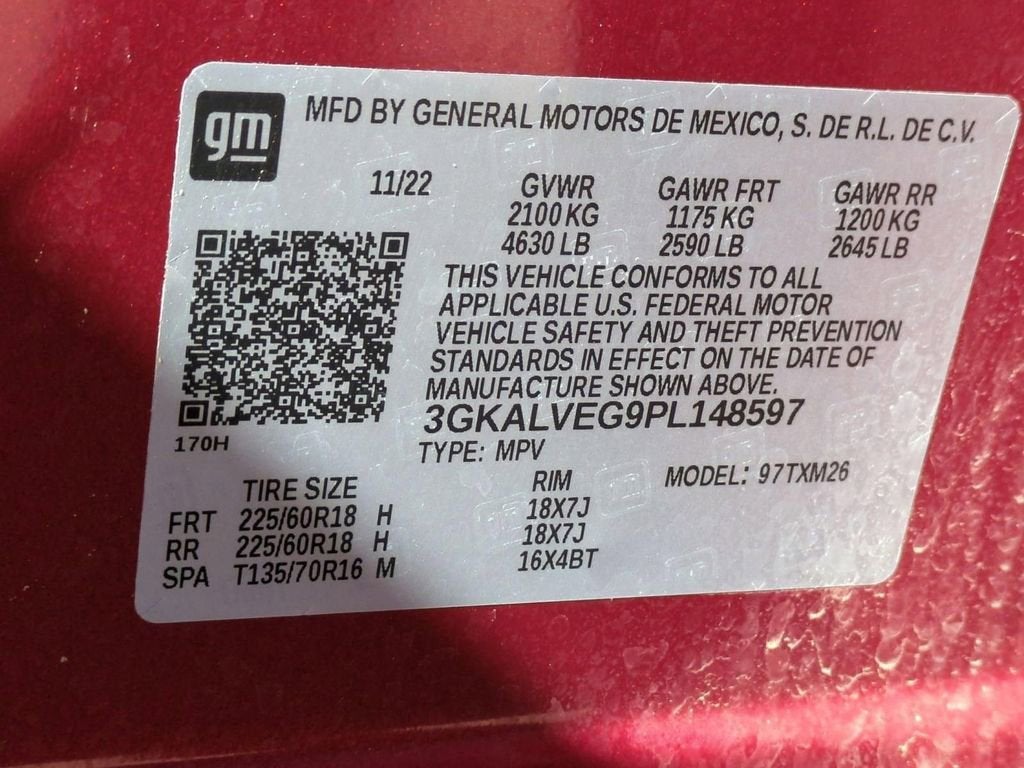 gm
MFD BY GENERAL MOTORS DE MEXICO, S. DE R.L. DE C.V.
11/22 GVWR GAWR FRT GAWR RR
2100 KG 1175 KG 1200 KG
4630 LB 2590 LB 2645 LB
THIS VEHICLE CONFORMS TO ALL
APPLICABLE U.S. FEDERAL MOTOR
VEHICLE SAFETY AND THEFT PREVENTION
STANDARDS IN EFFECT ON THE DATE OF
MANUFACTURE SHOWN ABOVE.
3GKALVEG9PL148597
170H
TYPE: MPV MODEL: 97TXM26
TIRE SIZE RIM
FRT 225/60R18 H 18X7J
RR 225/60R18 H 18X7J
SPA T135/70R16 M 16X4BT